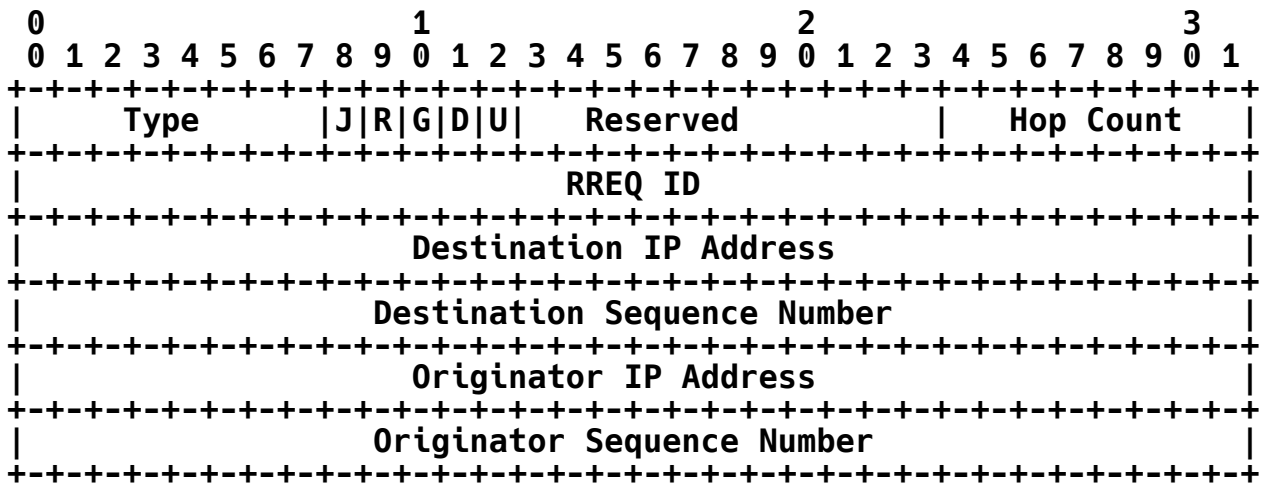 0                   1                   2                   3
 0 1 2 3 4 5 6 7 8 9 0 1 2 3 4 5 6 7 8 9 0 1 2 3 4 5 6 7 8 9 0 1
+-+-+-+-+-+-+-+-+-+-+-+-+-+-+-+-+-+-+-+-+-+-+-+-+-+-+-+-+-+-+-+-+
|     Type      |J|R|G|D|U|   Reserved          |   Hop Count   |
+-+-+-+-+-+-+-+-+-+-+-+-+-+-+-+-+-+-+-+-+-+-+-+-+-+-+-+-+-+-+-+-+
|                            RREQ ID                            |
+-+-+-+-+-+-+-+-+-+-+-+-+-+-+-+-+-+-+-+-+-+-+-+-+-+-+-+-+-+-+-+-+
|                    Destination IP Address                     |
+-+-+-+-+-+-+-+-+-+-+-+-+-+-+-+-+-+-+-+-+-+-+-+-+-+-+-+-+-+-+-+-+
|                  Destination Sequence Number                  |
+-+-+-+-+-+-+-+-+-+-+-+-+-+-+-+-+-+-+-+-+-+-+-+-+-+-+-+-+-+-+-+-+
|                    Originator IP Address                      |
+-+-+-+-+-+-+-+-+-+-+-+-+-+-+-+-+-+-+-+-+-+-+-+-+-+-+-+-+-+-+-+-+
|                  Originator Sequence Number                   |
+-+-+-+-+-+-+-+-+-+-+-+-+-+-+-+-+-+-+-+-+-+-+-+-+-+-+-+-+-+-+-+-+